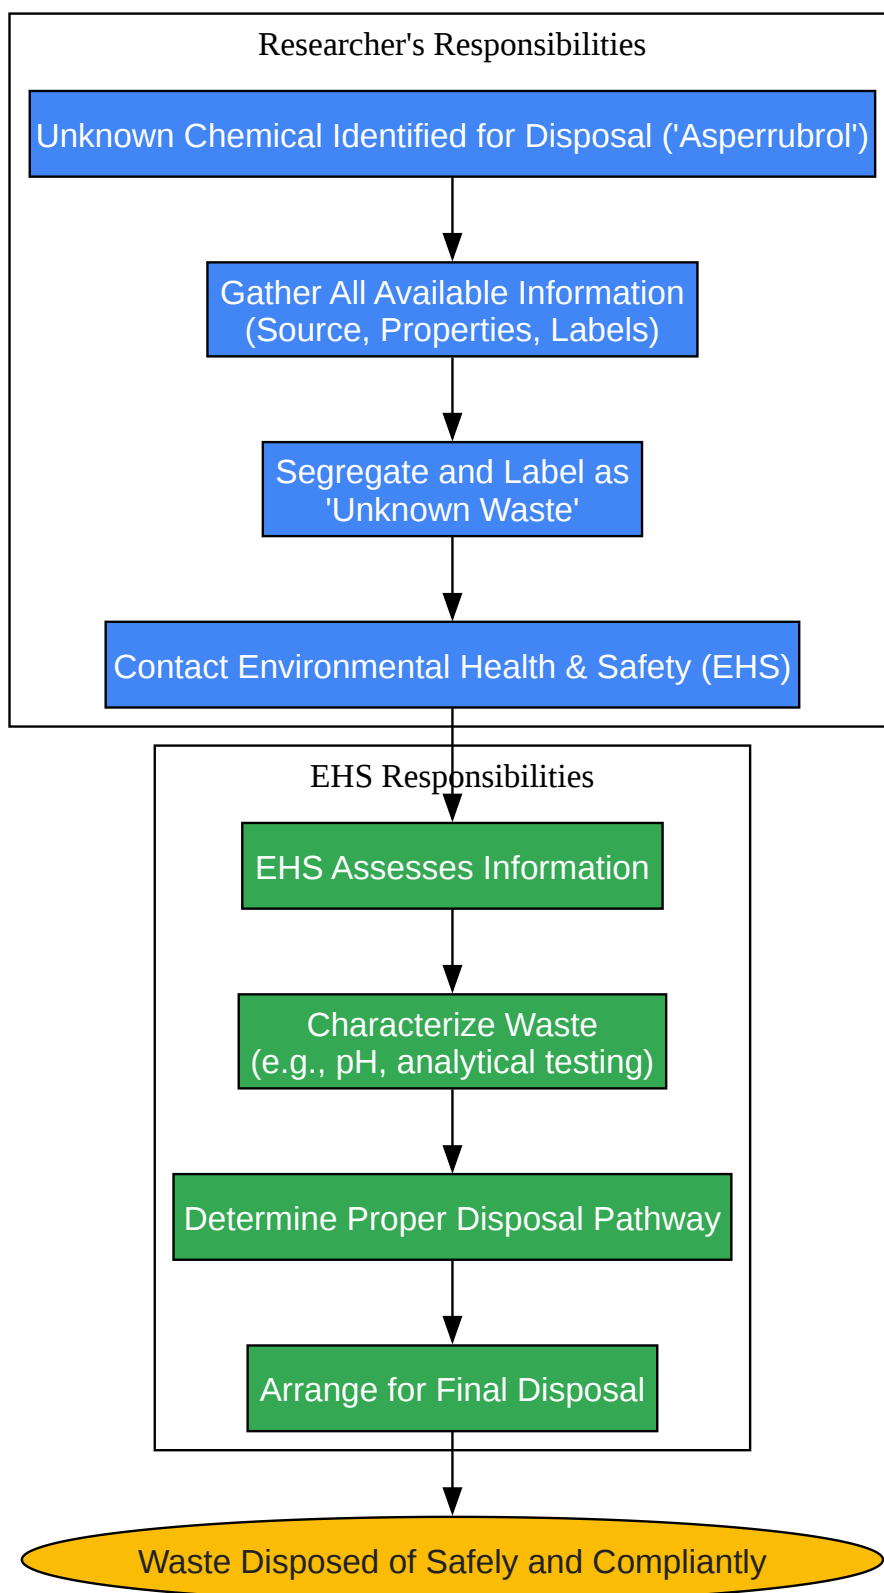 Researcher's Responsibilities
Unknown Chemical Identified for Disposal ('Asperrubrol')
Gather All Available Information
(Source, Properties, Labels)
Segregate and Label as
'Unknown Waste'
Contact Environmental Health & Safety (EHS)
EHS Responsibilities
EHS Assesses Information
Characterize Waste
(e.g., pH, analytical testing)
Determine Proper Disposal Pathway
Arrange for Final Disposal
Waste Disposed of Safely and Compliantly